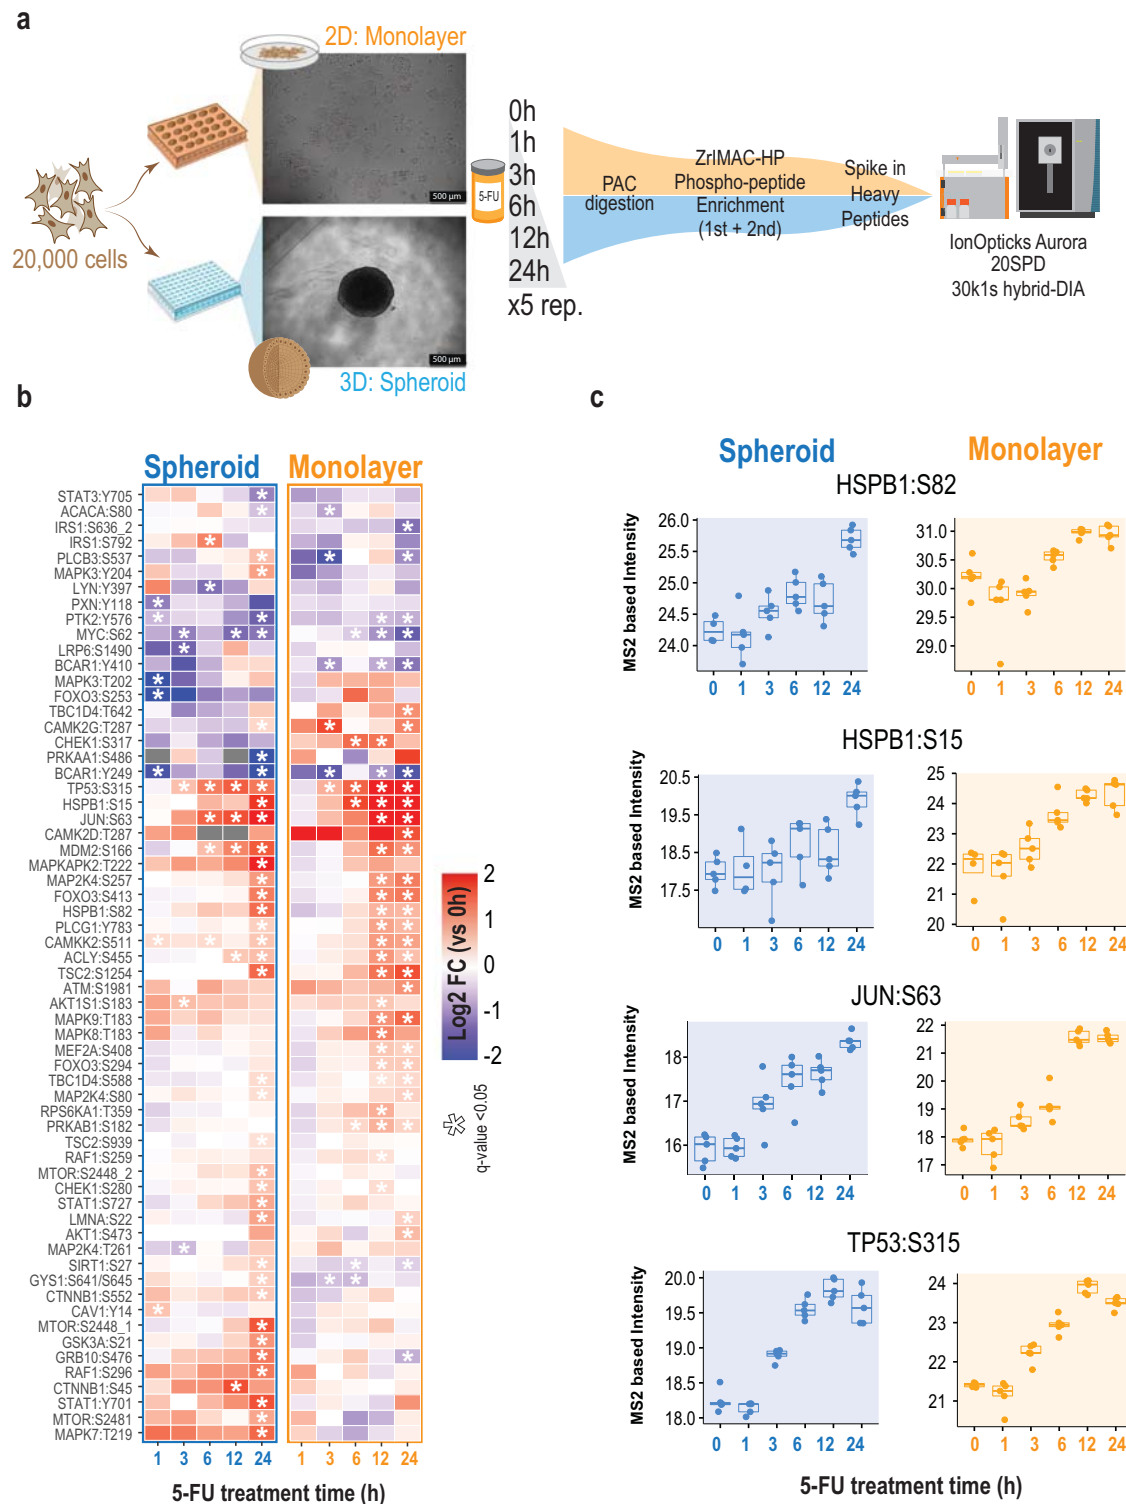 a
2D: Monolayer
500 μm
20,000 cells
500 μm
3D: Spheroid
5-FU
0h
1h
3h
6h
12h
24h
x5 rep.
PAC
digestion
ZrIMAC-HP
Phospho-peptide
Enrichment
(1st + 2nd)
Spike in
Heavy
Peptides
IonOpticks Aurora
20SPD
30k1s hybrid-DIA
b
Spheroid
Monolayer
STAT3:Y705
ACACA:S80
IRS1:S636_2
IRS1:S792
PLCB3:S537
MAPK3:Y204
LYN:Y397
PXN:Y118
PTK2:Y576
MYC:S62
LRP6:S1490
BCAR1:Y410
MAPK3:T202
FOXO3:S253
TBC1D4:T642
CAMK2G:T287
CHEK1:S317
PRKAA1:S486
BCAR1:Y249
TP53:S315
HSPB1:S15
JUN:S63
CAMK2D:T287
MDM2:S166
MAPKAPK2:T222
MAP2K4:S257
FOXO3:S413
HSPB1:S82
PLCG1:Y783
CAMKK2:S511
ACLY:S455
TSC2:S1254
ATM:S1981
AKT1S1:S183
MAPK9:T183
MAPK8:T183
MEF2A:S408
FOXO3:S294
TBC1D4:S588
MAP2K4:S80
RPS6KA1:T359
PRKAB1:S182
TSC2:S939
RAF1:S259
MTOR:S2448_2
CHEK1:S280
STAT1:S727
LMNA:S22
AKT1:S473
MAP2K4:T261
SIRT1:S27
GYS1:S641/S645
CTNNB1:S552
CAV1:Y14
MTOR:S2448_1
GSK3A:S21
GRB10:S476
RAF1:S296
CTNNB1:S45
STAT1:Y701
MTOR:S2481
MAPK7:T219
1 3 6 12 24
1 3 6 12 24
5-FU treatment time (h)
Log2 FC (vs 0h)
2
1
0
-1
-2
q-value <0.05
c
Spheroid
Monolayer
HSPB1:S82
MS2 based Intensity
26.0
25.5
25.0
24.5
24.0
0 1 3 6 12 24
31.0
30.5
30.0
29.5
29.0
0 1 3 6 12 24
HSPB1:S15
MS2 based Intensity
20.5
19.5
18.5
17.5
0 1 3 6 12 24
25
24
23
22
21
20
0 1 3 6 12 24
JUN:S63
MS2 based Intensity
18
17
16
0 1 3 6 12 24
22
21
20
19
18
17
0 1 3 6 12 24
TP53:S315
MS2 based Intensity
20.0
19.5
19.0
18.5
18.0
0 1 3 6 12 24
24
23
22
21
0 1 3 6 12 24
5-FU treatment time (h)